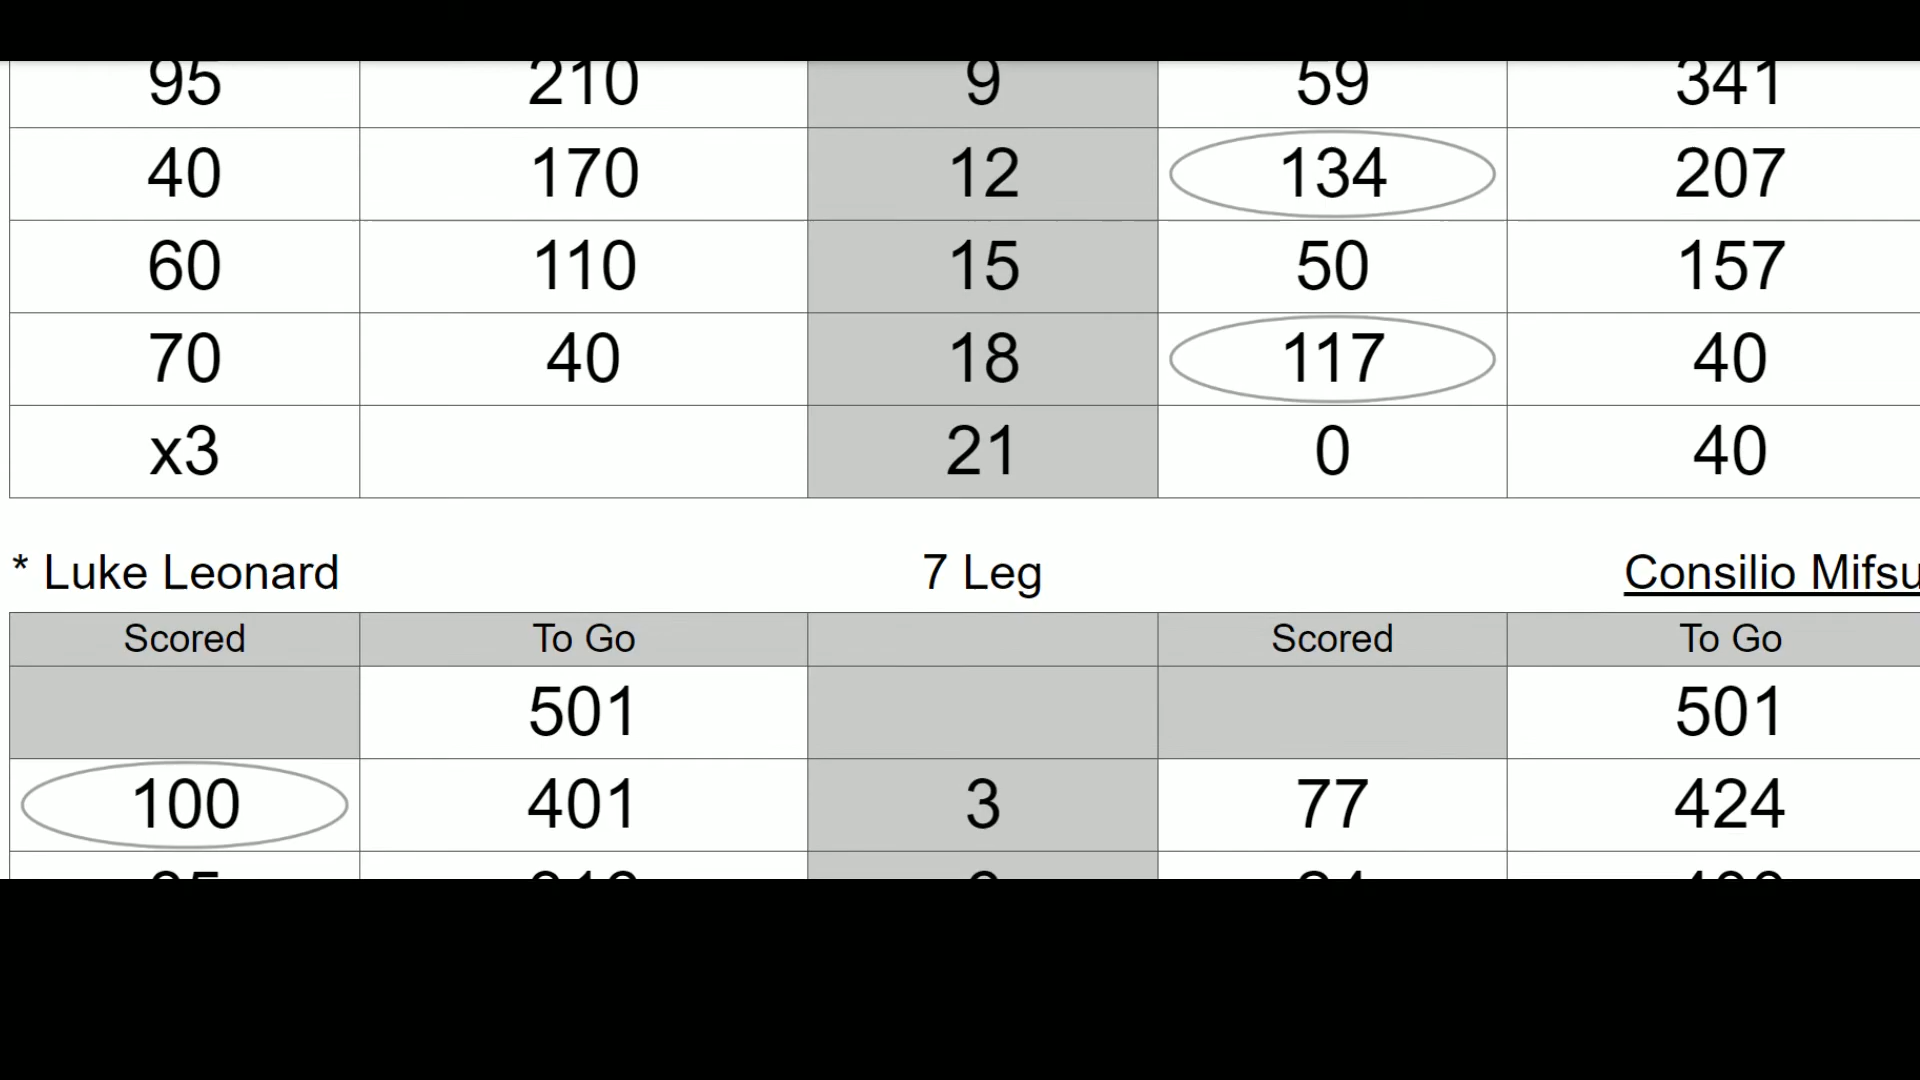 95 210 9 59 341
40 170 12 134 207
60 110 15 50 157
70 40 18 117 40
x3 21 0 40
* Luke Leonard 7 Leg Consilio Mifsu
Scored To Go Scored To Go
501 501
100 401 3 77 424